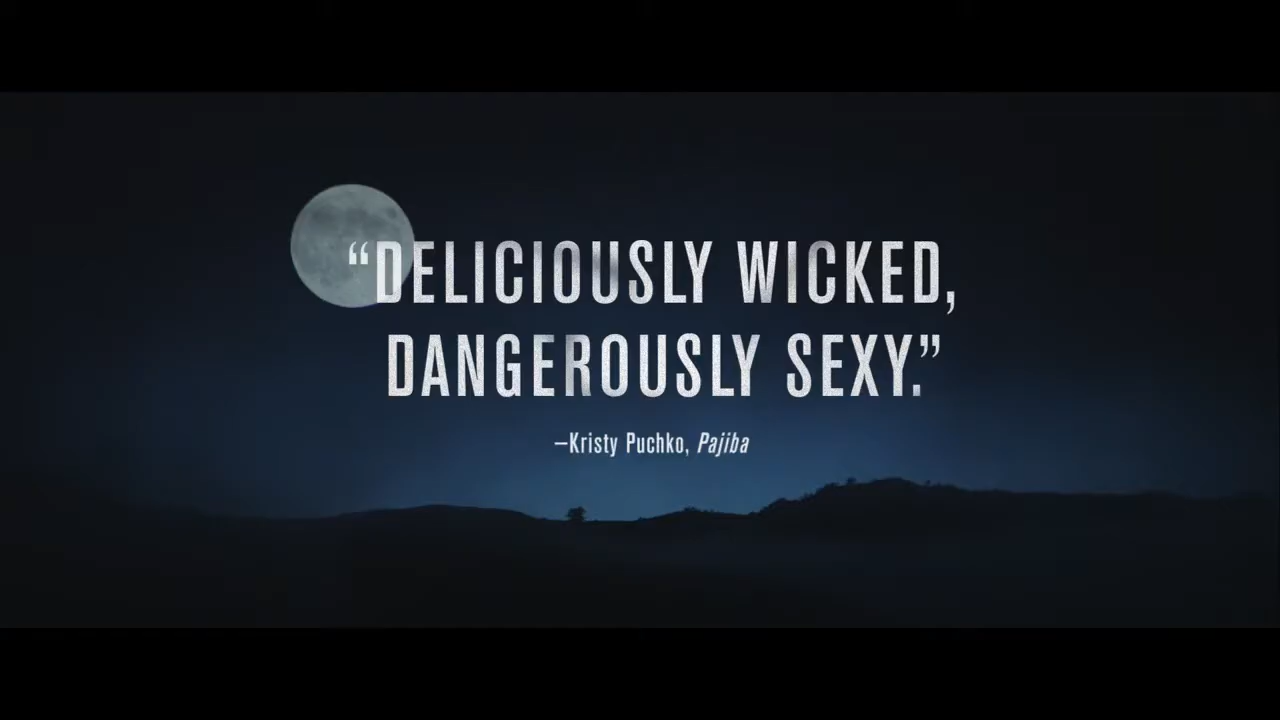 “DELICIOUSLY WICKED,
DANGEROUSLY SEXY.”
–Kristy Puchko, Pajiba